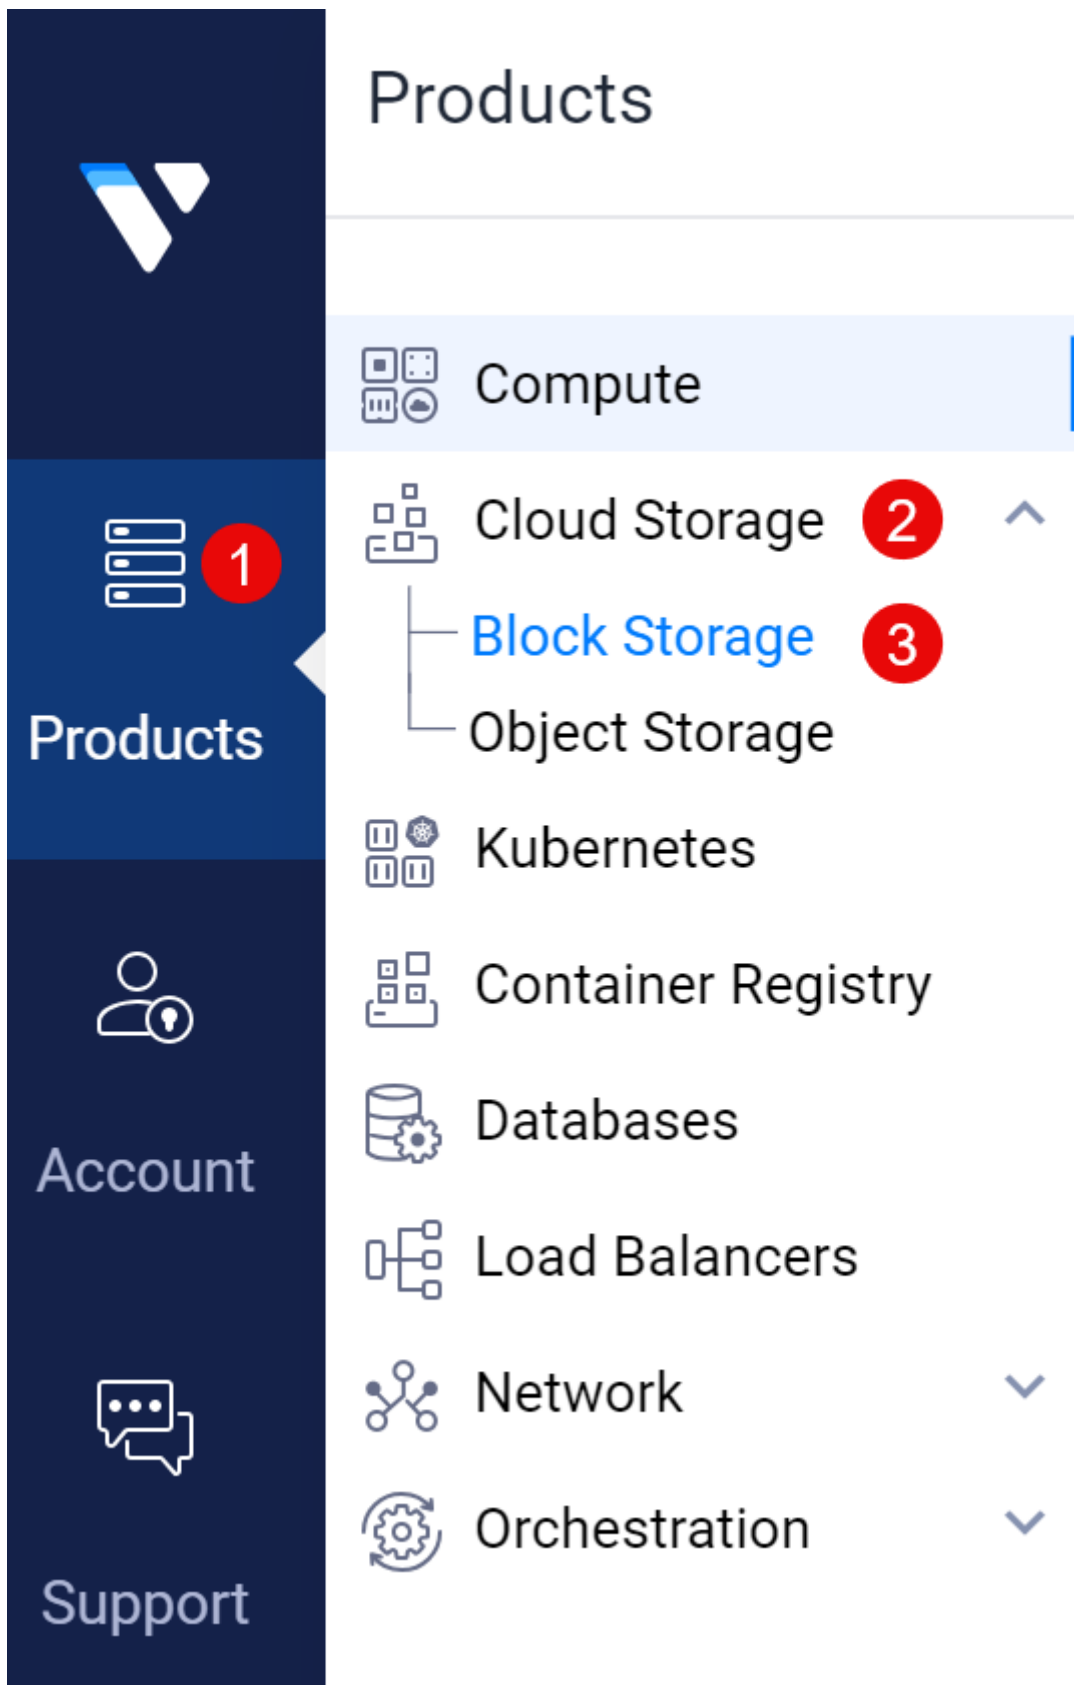 Products
Compute
Cloud Storage 2
Block Storage 3
Object Storage
Kubernetes
Container Registry
Databases
Load Balancers
Network
Orchestration
1
Products
Account
Support